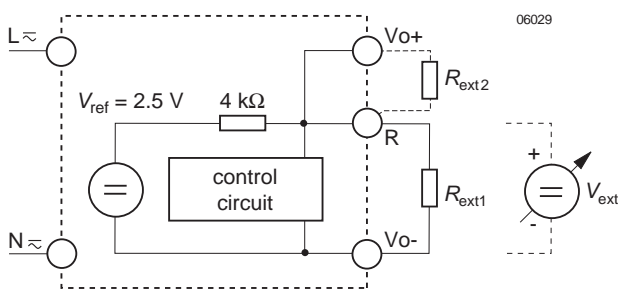 06029
L ⎓ Vo+
Rext2
Vref = 2.5 V 4 kΩ
R
+
control
circuit
Rext1
Vext
-
N ⎓ Vo-